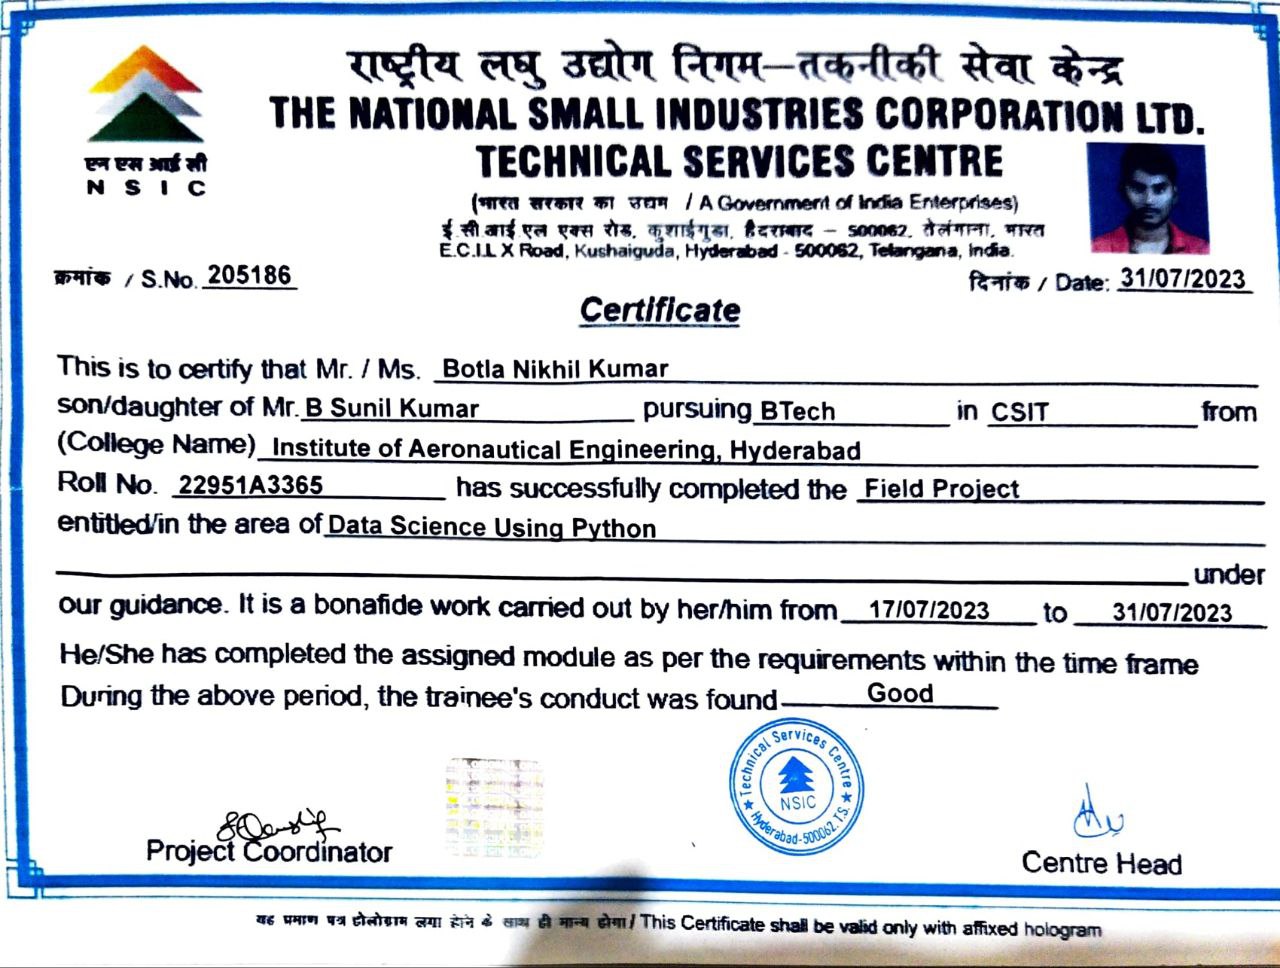 राष्ट्रीय लघु उद्योग निगम–तकनीकी सेवा केन्द्र
THE NATIONAL SMALL INDUSTRIES CORPORATION LTD.
TECHNICAL SERVICES CENTRE
एन एस आई सी
N S I C
(भारत सरकार का उद्यम / A Government of India Enterprises)
ई.सी.आई.एल एक्स रोड, कुशाईगुडा, हैदराबाद – 500062, तेलंगाना, भारत
E.C.I.L X Road, Kushaiguda, Hyderabad - 500062, Telangana, India.
क्रमांक / S.No. 205186
दिनांक / Date: 31/07/2023
Certificate
This is to certify that Mr. / Ms. Botla Nikhil Kumar
son/daughter of Mr. B Sunil Kumar pursuing BTech in CSIT from
(College Name) Institute of Aeronautical Engineering, Hyderabad
Roll No. 22951A3365 has successfully completed the Field Project
entitled/in the area of Data Science Using Python
under
our guidance. It is a bonafide work carried out by her/him from 17/07/2023 to 31/07/2023
He/She has completed the assigned module as per the requirements within the time frame
During the above period, the trainee's conduct was found Good
Technical Services Centre
NSIC
Hyderabad-500062. T.S.
Project Coordinator
Centre Head
यह प्रमाण पत्र होलोग्राम लगा होने के साथ ही मान्य होगा / This Certificate shall be valid only with affixed hologram